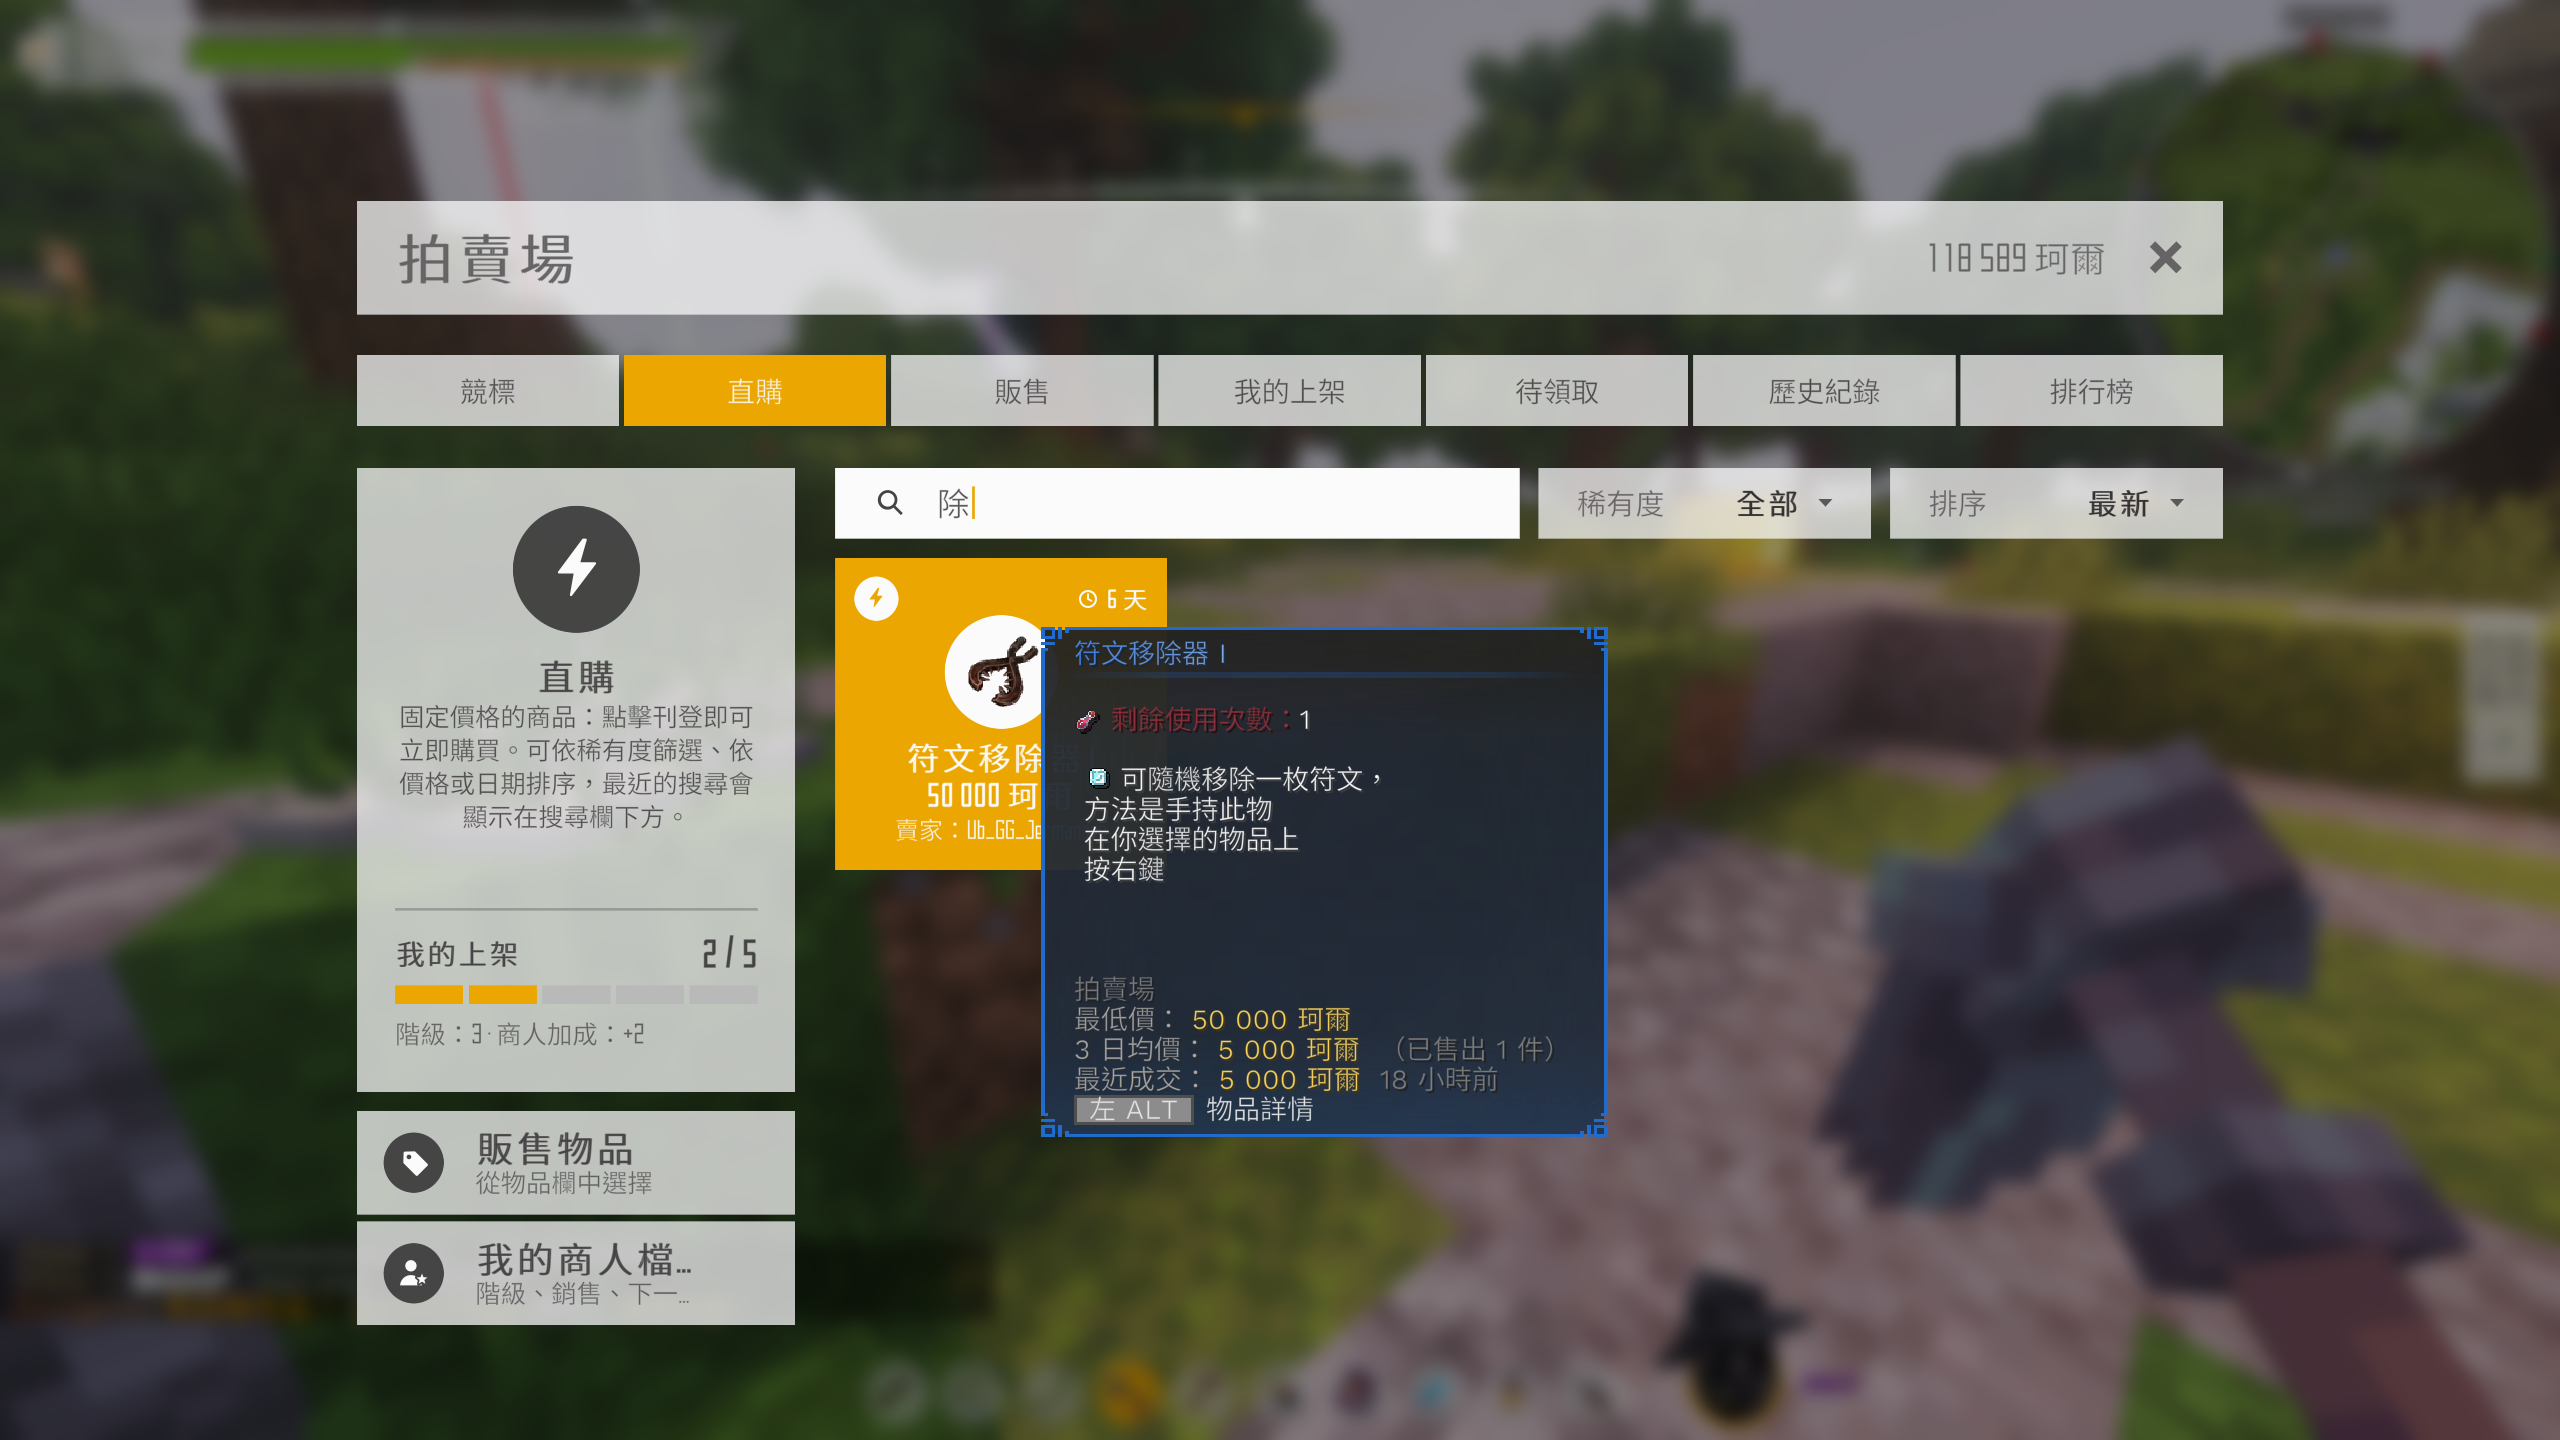 拍賣場
118 589 珂爾
競標
直購
販售
我的上架
待領取
歷史紀錄
排行榜
直購
固定價格的商品：點擊刊登即可
立即購買。可依稀有度篩選、依
價格或日期排序，最近的搜尋會
顯示在搜尋欄下方。
我的上架 2/5
階級：3 · 商人加成：+2
販售物品
從物品欄中選擇
我的商人檔...
階級、銷售、下一...
除
稀有度 全部
排序 最新
6 天
符文移除
50 000 珂
賣家：Ub_GG_Je
符文移除器 I
剩餘使用次數：1
可隨機移除一枚符文，
方法是手持此物
在你選擇的物品上
按右鍵
拍賣場
最低價： 50 000 珂爾
3 日均價： 5 000 珂爾 （已售出 1 件）
最近成交： 5 000 珂爾 18 小時前
左 ALT 物品詳情